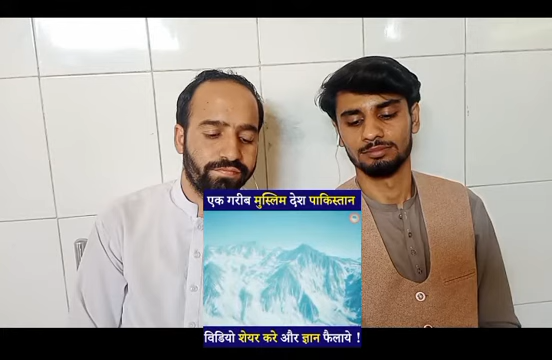 एक गरीब मुस्लिम देश पाकिस्तान
विडियो शेयर करे और ज्ञान फैलाये !